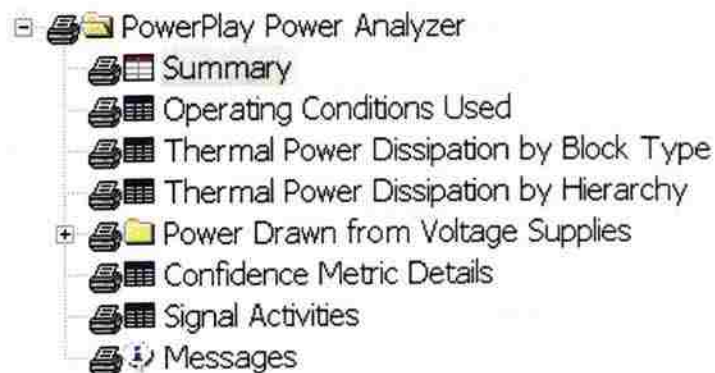 PowerPlay Power Analyzer
Summary
Operating Conditions Used
Thermal Power Dissipation by Block Type
Thermal Power Dissipation by Hierarchy
Power Drawn from Voltage Supplies
Confidence Metric Details
Signal Activities
Messages